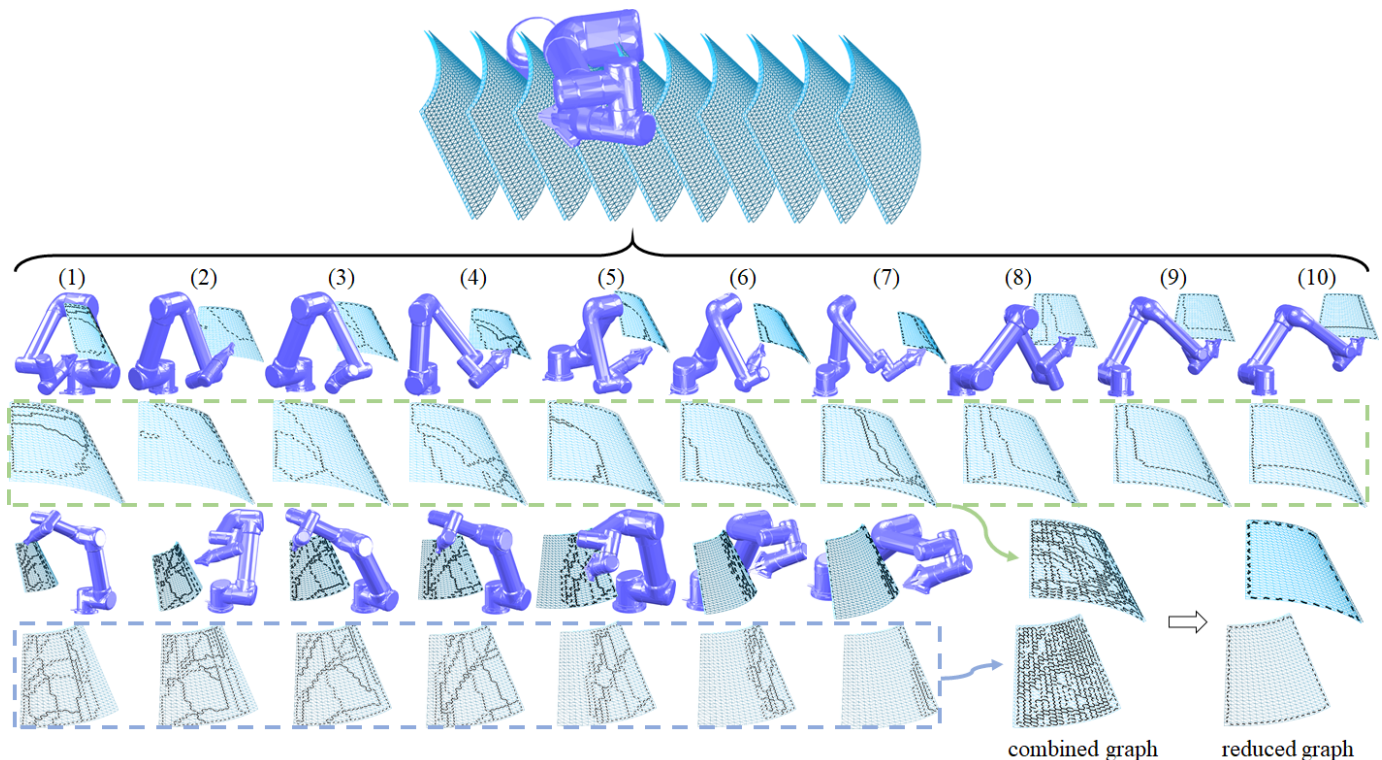 (1) (2) (3) (4) (5) (6) (7) (8) (9) (10)
combined graph reduced graph